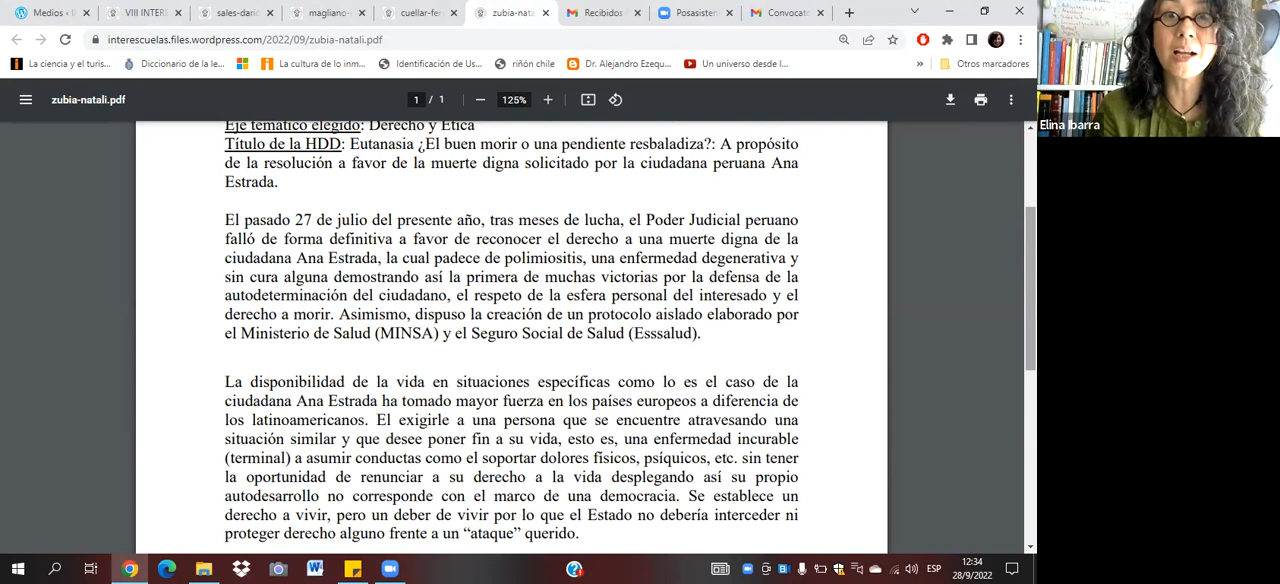 Medios
VIII INTER
sales-dario
magliano-
cuellar-fer
zubia-nata
Recibidos
Posasisten
Convocato
interescuelas.files.wordpress.com/2022/09/zubia-natali.pdf
La ciencia y el turis...
Diccionario de la le...
La cultura de lo inm...
Identificación de Us...
riñón chile
Dr. Alejandro Ezequ...
Un universo desde l...
»
Otros marcadores
zubia-natali.pdf
1 / 1
125%
Elina Ibarra
Eje temático elegido: Derecho y Ética
Título de la HDD: Eutanasia ¿El buen morir o una pendiente resbaladiza?: A propósito
de la resolución a favor de la muerte digna solicitado por la ciudadana peruana Ana
Estrada.
El pasado 27 de julio del presente año, tras meses de lucha, el Poder Judicial peruano
falló de forma definitiva a favor de reconocer el derecho a una muerte digna de la
ciudadana Ana Estrada, la cual padece de polimiositis, una enfermedad degenerativa y
sin cura alguna demostrando así la primera de muchas victorias por la defensa de la
autodeterminación del ciudadano, el respeto de la esfera personal del interesado y el
derecho a morir. Asimismo, dispuso la creación de un protocolo aislado elaborado por
el Ministerio de Salud (MINSA) y el Seguro Social de Salud (Esssalud).
La disponibilidad de la vida en situaciones específicas como lo es el caso de la
ciudadana Ana Estrada ha tomado mayor fuerza en los países europeos a diferencia de
los latinoamericanos. El exigirle a una persona que se encuentre atravesando una
situación similar y que desee poner fin a su vida, esto es, una enfermedad incurable
(terminal) a asumir conductas como el soportar dolores físicos, psíquicos, etc. sin tener
la oportunidad de renunciar a su derecho a la vida desplegando así su propio
autodesarrollo no corresponde con el marco de una democracia. Se establece un
derecho a vivir, pero un deber de vivir por lo que el Estado no debería interceder ni
proteger derecho alguno frente a un “ataque” querido.
ESP
12:34
28/9/2022